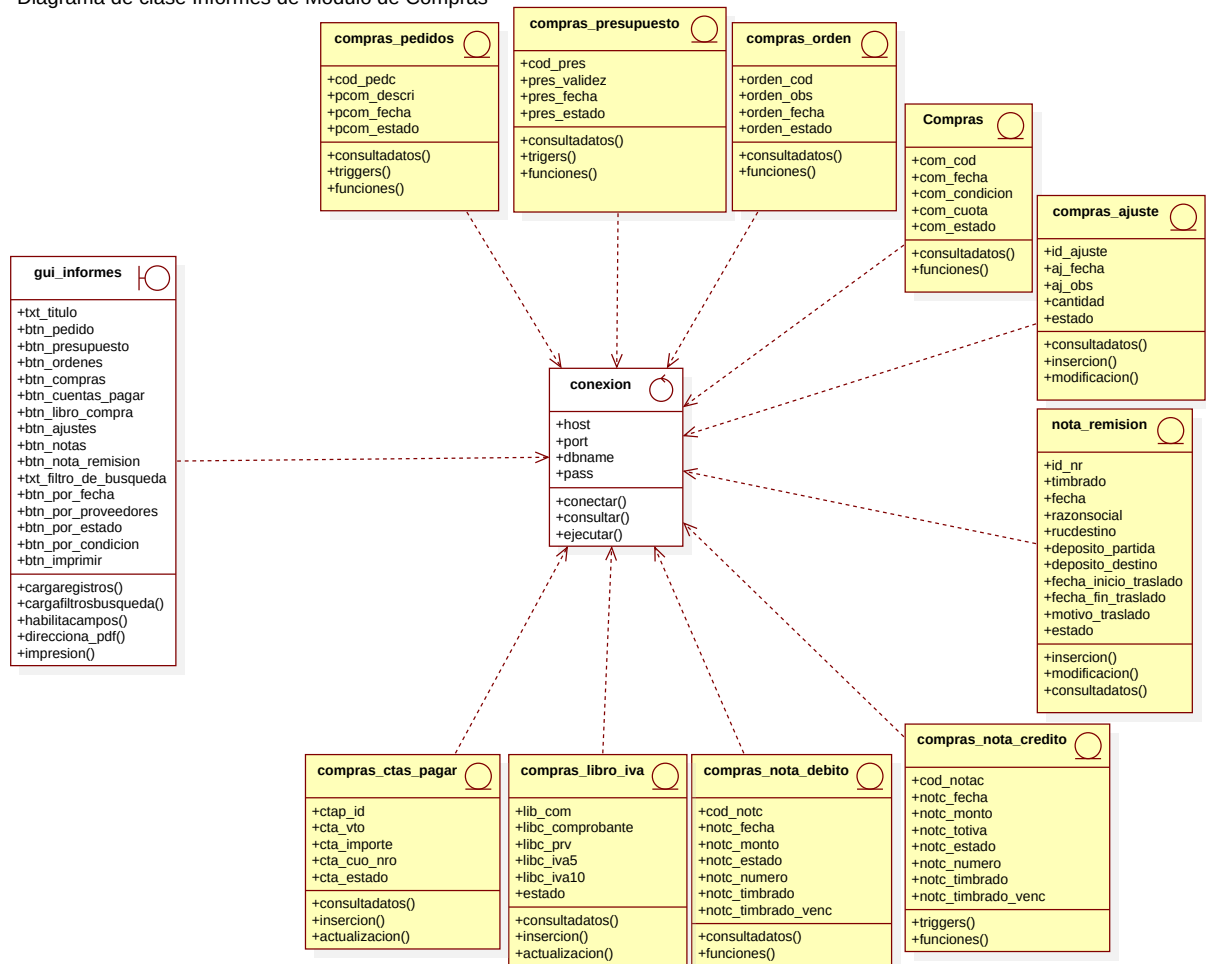 Diagrama de clase Informes de Modulo de Compras
compras_pedidos
+cod_pedc
+pcom_descri
+pcom_fecha
+pcom_estado
+consultadatos()
+triggers()
+funciones()
compras_presupuesto
+cod_pres
+pres_validez
+pres_fecha
+pres_estado
+consultadatos()
+trigers()
+funciones()
compras_orden
+orden_cod
+orden_obs
+orden_fecha
+orden_estado
+consultadatos()
+funciones()
Compras
+com_cod
+com_fecha
+com_condicion
+com_cuota
+com_estado
+consultadatos()
+funciones()
compras_ajuste
+id_ajuste
+aj_fecha
+aj_obs
+cantidad
+estado
+consultadatos()
+insercion()
+modificacion()
gui_informes
+txt_titulo
+btn_pedido
+btn_presupuesto
+btn_ordenes
+btn_compras
+btn_cuentas_pagar
+btn_libro_compra
+btn_ajustes
+btn_notas
+btn_nota_remision
+txt_filtro_de_busqueda
+btn_por_fecha
+btn_por_proveedores
+btn_por_estado
+btn_por_condicion
+btn_imprimir
+cargaregistros()
+cargafiltrosbusqueda()
+habilitacampos()
+direcciona_pdf()
+impresion()
conexion
+host
+port
+dbname
+pass
+conectar()
+consultar()
+ejecutar()
nota_remision
+id_nr
+timbrado
+fecha
+razonsocial
+rucdestino
+deposito_partida
+deposito_destino
+fecha_inicio_traslado
+fecha_fin_traslado
+motivo_traslado
+estado
+insercion()
+modificacion()
+consultadatos()
compras_ctas_pagar
+ctap_id
+cta_vto
+cta_importe
+cta_cuo_nro
+cta_estado
+consultadatos()
+insercion()
+actualizacion()
compras_libro_iva
+lib_com
+libc_comprobante
+libc_prv
+libc_iva5
+libc_iva10
+estado
+consultadatos()
+insercion()
+actualizacion()
compras_nota_debito
+cod_notc
+notc_fecha
+notc_monto
+notc_estado
+notc_numero
+notc_timbrado
+notc_timbrado_venc
+consultadatos()
+funciones()
compras_nota_credito
+cod_notac
+notc_fecha
+notc_monto
+notc_totiva
+notc_estado
+notc_numero
+notc_timbrado
+notc_timbrado_venc
+triggers()
+funciones()